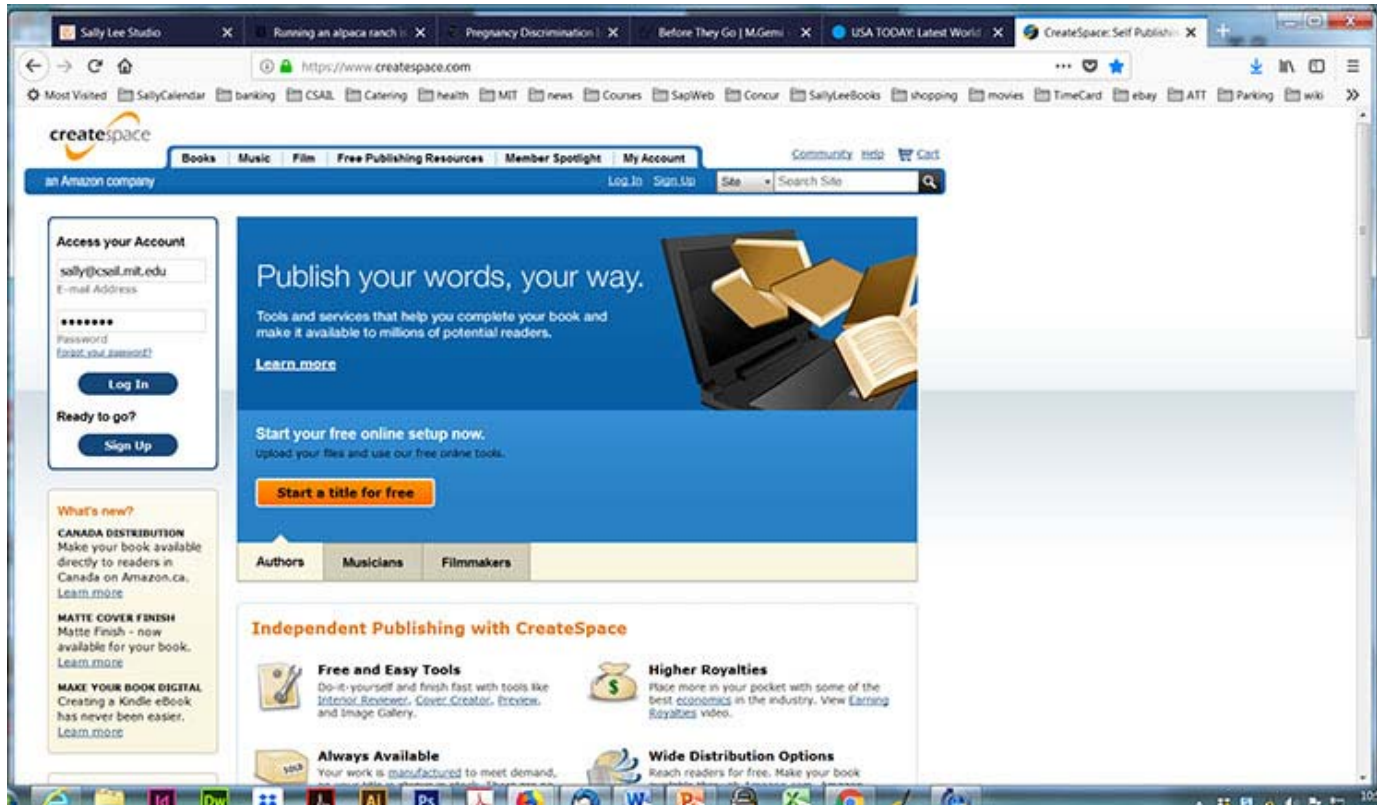 Sally Lee Studio
Running an alpaca ranch i
Pregnancy Discrimination |
Before They Go | M.Gemi
USA TODAY: Latest World
CreateSpace: Self Publishi
https://www.createspace.com
Most Visited SallyCalendar banking CSAIL Catering health MIT news Courses SapWeb Concur SallyLeeBooks shopping movies TimeCard ebay ATT Parking wiki
createspace
Books Music Film Free Publishing Resources Member Spotlight My Account
Community Help Cart
an Amazon company
Log In Sign Up Site Search Site
Access your Account
sally@csail.mit.edu
E-mail Address
Password
Forgot your password?
Log In
Ready to go?
Sign Up
What's new?
CANADA DISTRIBUTION
Make your book available
directly to readers in
Canada on Amazon.ca.
Learn more
MATTE COVER FINISH
Matte Finish - now
available for your book.
Learn more
MAKE YOUR BOOK DIGITAL
Creating a Kindle eBook
has never been easier.
Learn more
Publish your words, your way.
Tools and services that help you complete your book and
make it available to millions of potential readers.
Learn more
Start your free online setup now.
Upload your files and use our free online tools.
Start a title for free
Authors Musicians Filmmakers
Independent Publishing with CreateSpace
Free and Easy Tools
Do-it-yourself and finish fast with tools like
Interior Reviewer, Cover Creator, Preview,
and Image Gallery.
Higher Royalties
Place more in your pocket with some of the
best economics in the industry. View Earning
Royalties video.
SOLD
Always Available
Your work is manufactured to meet demand,
Wide Distribution Options
Reach readers for free. Make your book
Id Dw Ai Ps W P X